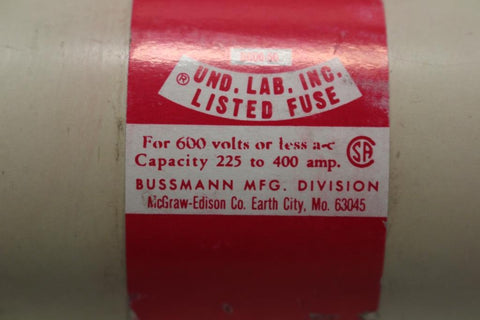 ® UND. LAB. INC.
LISTED FUSE
For 600 volts or less a-c
Capacity 225 to 400 amp.
SA
BUSSMANN MFG. DIVISION
McGraw-Edison Co. Earth City, Mo. 63045